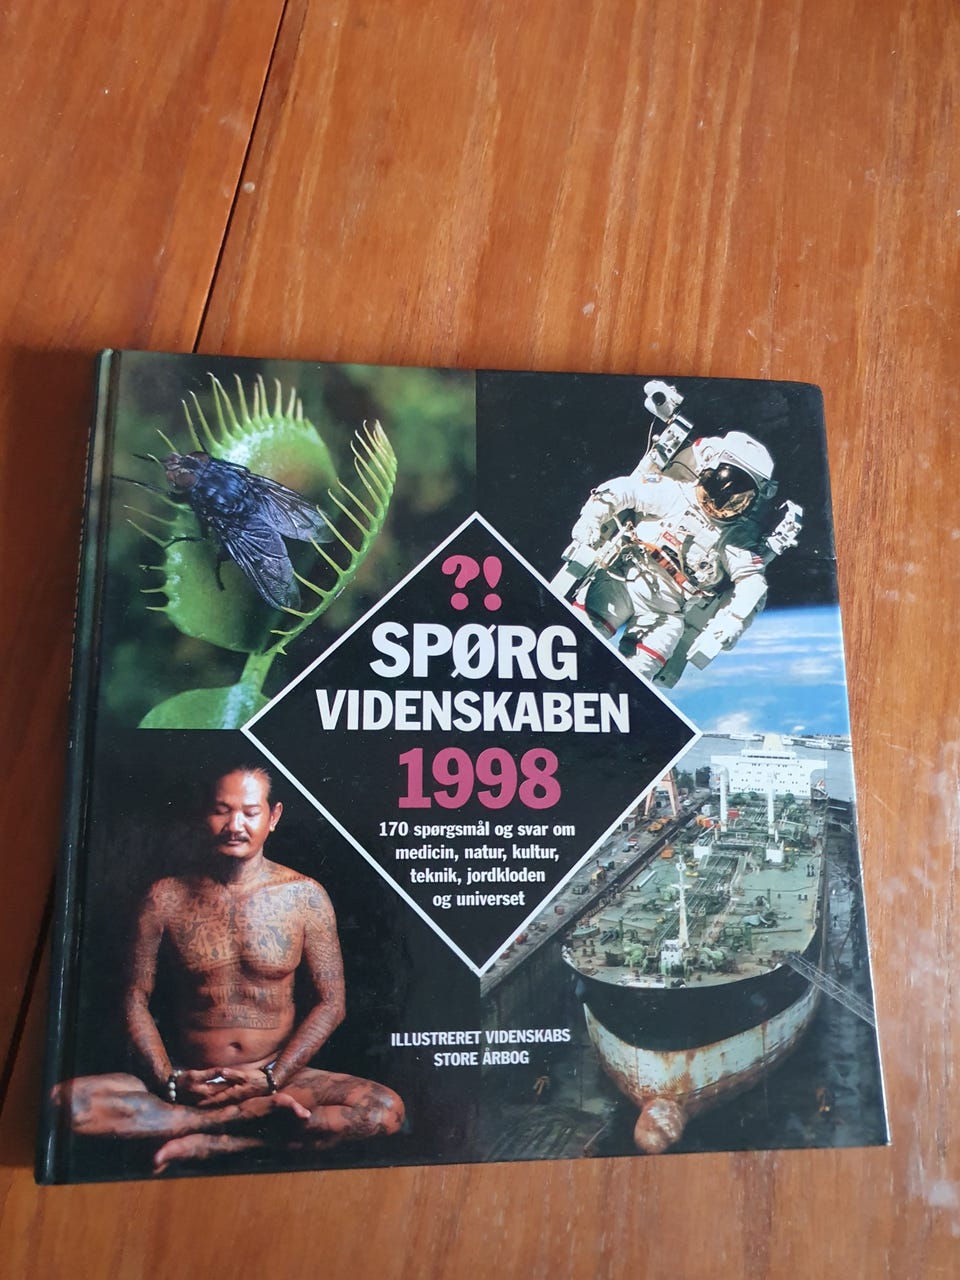 ?!
SPØRG
VIDENSKABEN
1998
170 spørgsmål og svar om
medicin, natur, kultur,
teknik, jordkloden
og universet
ILLUSTRERET VIDENSKABS
STORE ÅRBOG